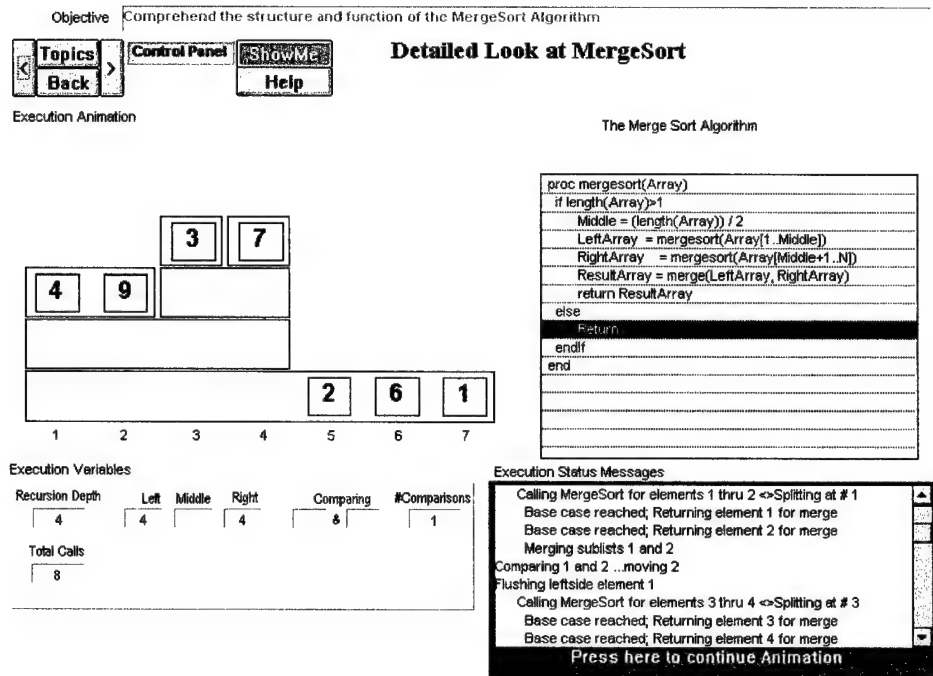 Objective Comprehend the structure and function of the MergeSort Algorithm
< Topics > Control Panel ShowMe
Back Help
Detailed Look at MergeSort
Execution Animation
The Merge Sort Algorithm
3 7
4 9
2 6 1
1 2 3 4 5 6 7
proc mergesort(Array)
if length(Array)>1
Middle = (length(Array)) / 2
LeftArray = mergesort(Array[1..Middle])
RightArray = mergesort(Array[Middle+1..N])
ResultArray = merge(LeftArray, RightArray)
return ResultArray
else
Return
endIf
end
Execution Variables
Recursion Depth Left Middle Right Comparing #Comparisons
4 4 4 & 1
Total Calls
8
Execution Status Messages
Calling MergeSort for elements 1 thru 2 <>Splitting at # 1
Base case reached; Returning element 1 for merge
Base case reached; Returning element 2 for merge
Merging sublists 1 and 2
Comparing 1 and 2 ...moving 2
Flushing leftside element 1
Calling MergeSort for elements 3 thru 4 <>Splitting at # 3
Base case reached; Returning element 3 for merge
Base case reached; Returning element 4 for merge
Press here to continue Animation